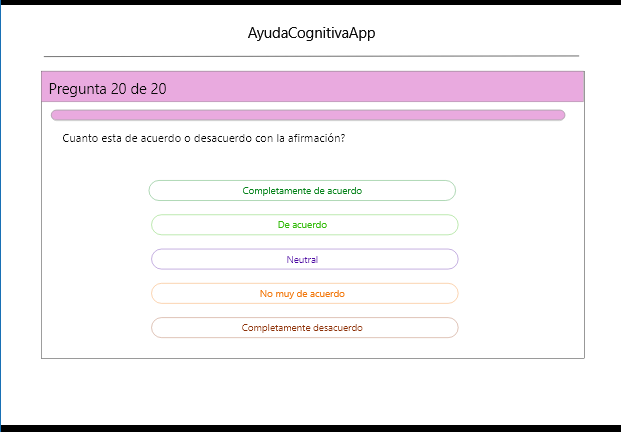 AyudaCognitivaApp
Pregunta 20 de 20
Cuanto esta de acuerdo o desacuerdo con la afirmación?
Completamente de acuerdo
De acuerdo
Neutral
No muy de acuerdo
Completamente desacuerdo